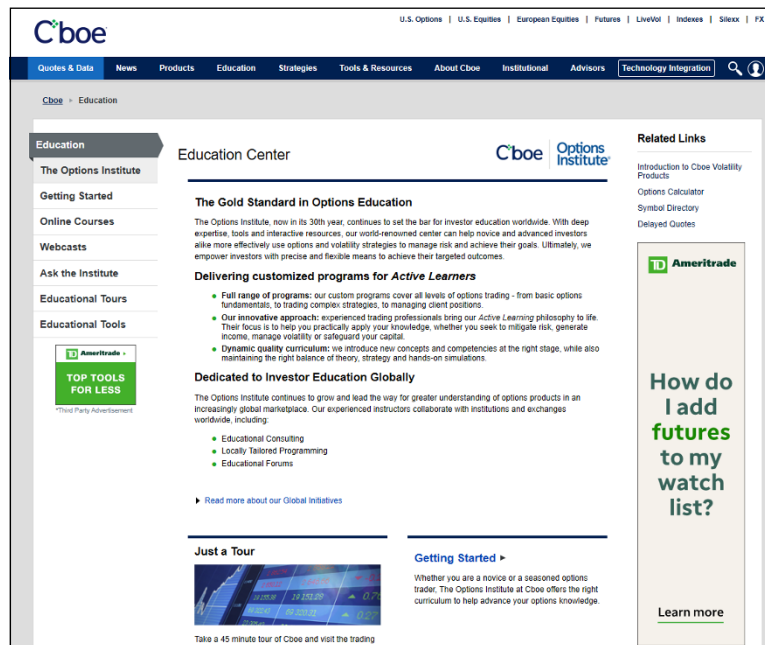 U.S. Options | U.S. Equities | European Equities | Futures | LiveVol | Indexes | Silexx | FX
Cboe
Quotes & Data News Products Education Strategies Tools & Resources About Cboe Institutional Advisors Technology Integration
Cboe Education
Education
The Options Institute
Getting Started
Online Courses
Webcasts
Ask the Institute
Educational Tours
Educational Tools
Ameritrade
TOP TOOLS
FOR LESS
*Third Party Advertisement
Education Center
Cboe Options
Institute
The Gold Standard in Options Education
The Options Institute, now in its 30th year, continues to set the bar for investor education worldwide. With deep
expertise, tools and interactive resources, our world-renowned center can help novice and advanced investors
alike more effectively use options and volatility strategies to manage risk and achieve their goals. Ultimately, we
empower investors with precise and flexible means to achieve their targeted outcomes.
Delivering customized programs for Active Learners
Full range of programs: our custom programs cover all levels of options trading - from basic options
fundamentals, to trading complex strategies, to managing client positions.
Our innovative approach: experienced trading professionals bring our Active Learning philosophy to life.
Their focus is to help you practically apply your knowledge, whether you seek to mitigate risk, generate
income, manage volatility or safeguard your capital.
Dynamic quality curriculum: we introduce new concepts and competencies at the right stage, while also
maintaining the right balance of theory, strategy and hands-on simulations.
Dedicated to Investor Education Globally
The Options Institute continues to grow and lead the way for greater understanding of options products in an
increasingly global marketplace. Our experienced instructors collaborate with institutions and exchanges
worldwide, including:
Educational Consulting
Locally Tailored Programming
Educational Forums
Read more about our Global Initiatives
Just a Tour
Take a 45 minute tour of Cboe and visit the trading
Getting Started
Whether you are a novice or a seasoned options
trader, The Options Institute at Cboe offers the right
curriculum to help advance your options knowledge.
Related Links
Introduction to Cboe Volatility
Products
Options Calculator
Symbol Directory
Delayed Quotes
TD Ameritrade
How do
I add
futures
to my
watch
list?
Learn more